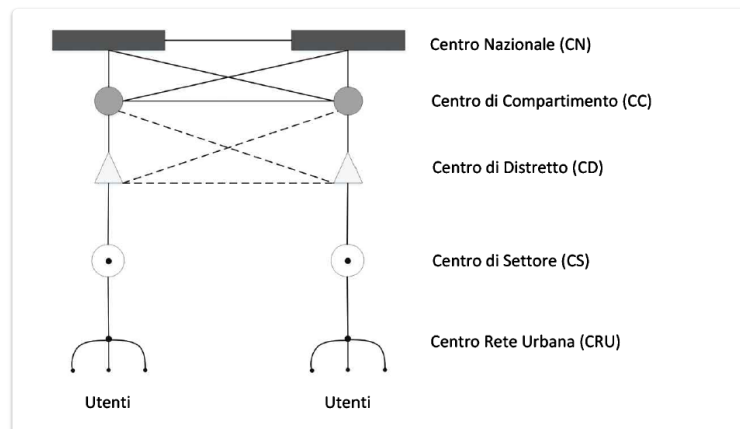 Centro Nazionale (CN)
Centro di Compartimento (CC)
Centro di Distretto (CD)
Centro di Settore (CS)
Centro Rete Urbana (CRU)
Utenti
Utenti